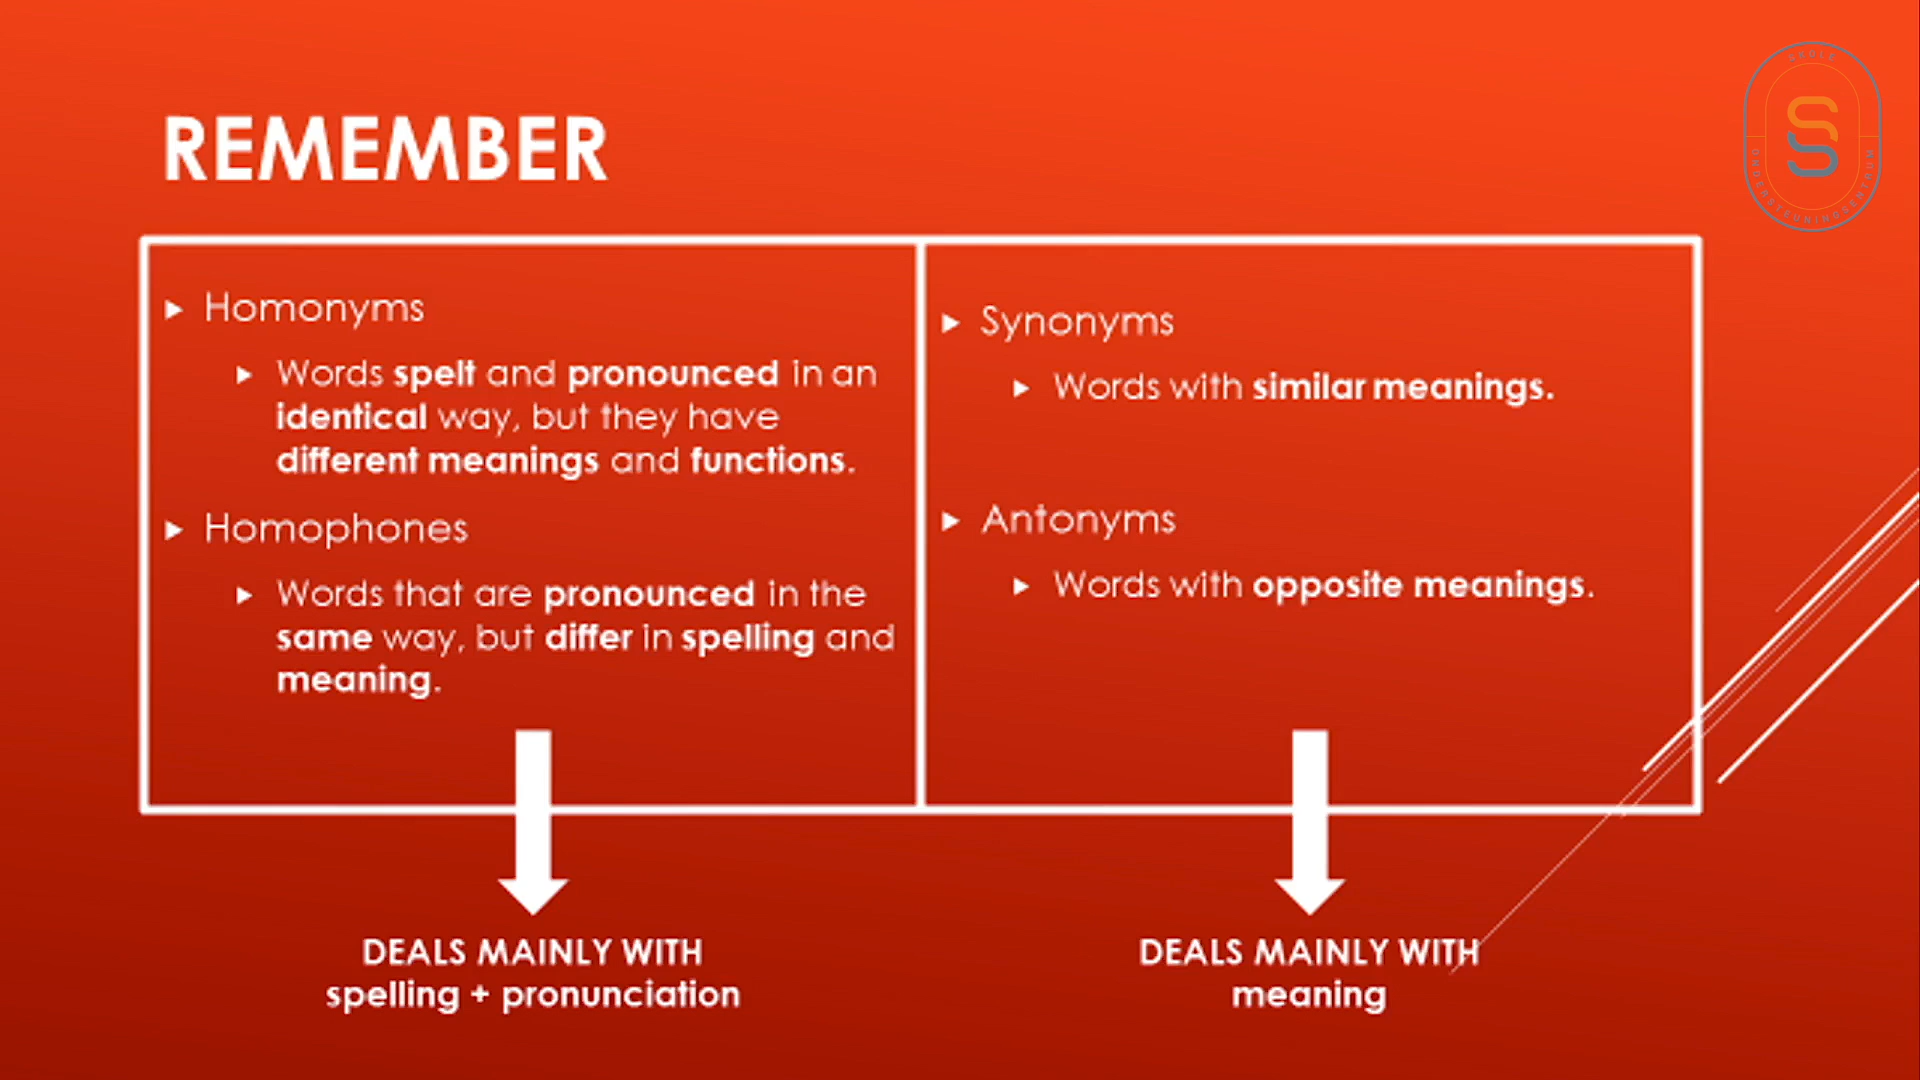 REMEMBER
Homonyms
Words spelt and pronounced in an
identical way, but they have
different meanings and functions.
Homophones
Words that are pronounced in the
same way, but differ in spelling and
meaning.
DEALS MAINLY WITH
spelling + pronunciation
Synonyms
Words with similar meanings.
Antonyms
Words with opposite meanings.
DEALS MAINLY WITH
meaning
SS
ONDERSTEUNINGSENTRUM